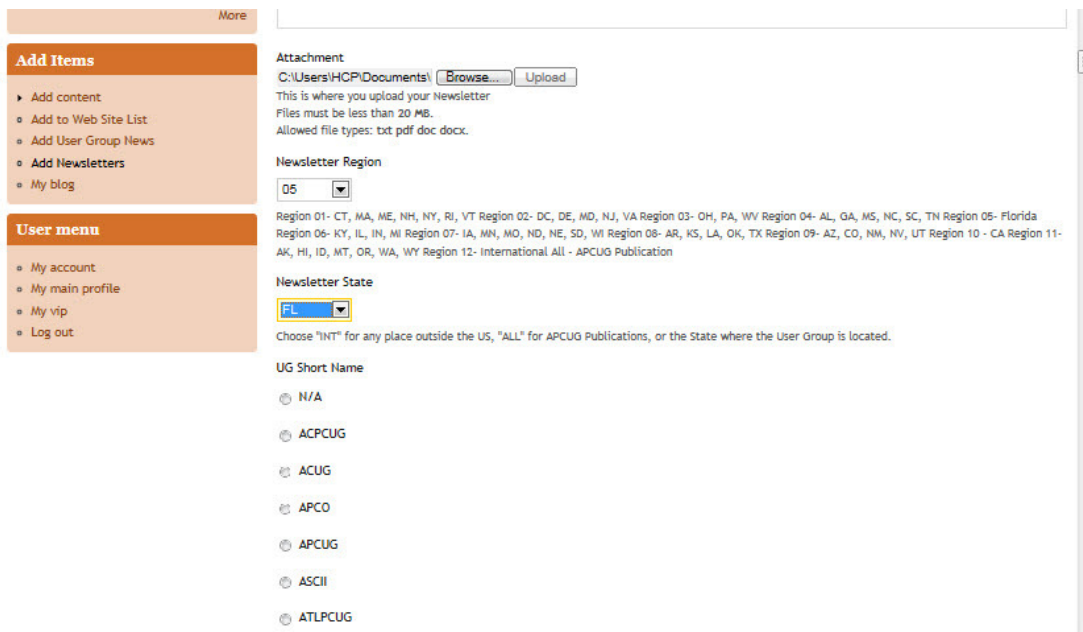 More
Add Items
Add content
Add to Web Site List
Add User Group News
Add Newsletters
My blog
User menu
My account
My main profile
My vip
Log out
Attachment
C:\Users\HCP\Documents\ Browse... Upload
This is where you upload your Newsletter
Files must be less than 20 MB.
Allowed file types: txt pdf doc docx.
Newsletter Region
05
Region 01- CT, MA, ME, NH, NY, RI, VT Region 02- DC, DE, MD, NJ, VA Region 03- OH, PA, WV Region 04- AL, GA, MS, NC, SC, TN Region 05- Florida
Region 06- KY, IL, IN, MI Region 07- IA, MN, MO, ND, NE, SD, WI Region 08- AR, KS, LA, OK, TX Region 09- AZ, CO, NM, NV, UT Region 10 - CA Region 11-
AK, HI, ID, MT, OR, WA, WY Region 12- International All - APCUG Publication
Newsletter State
FL
Choose "INT" for any place outside the US, "ALL" for APCUG Publications, or the State where the User Group is located.
UG Short Name
N/A
ACPCUG
ACUG
APCO
APCUG
ASCII
ATLPCUG